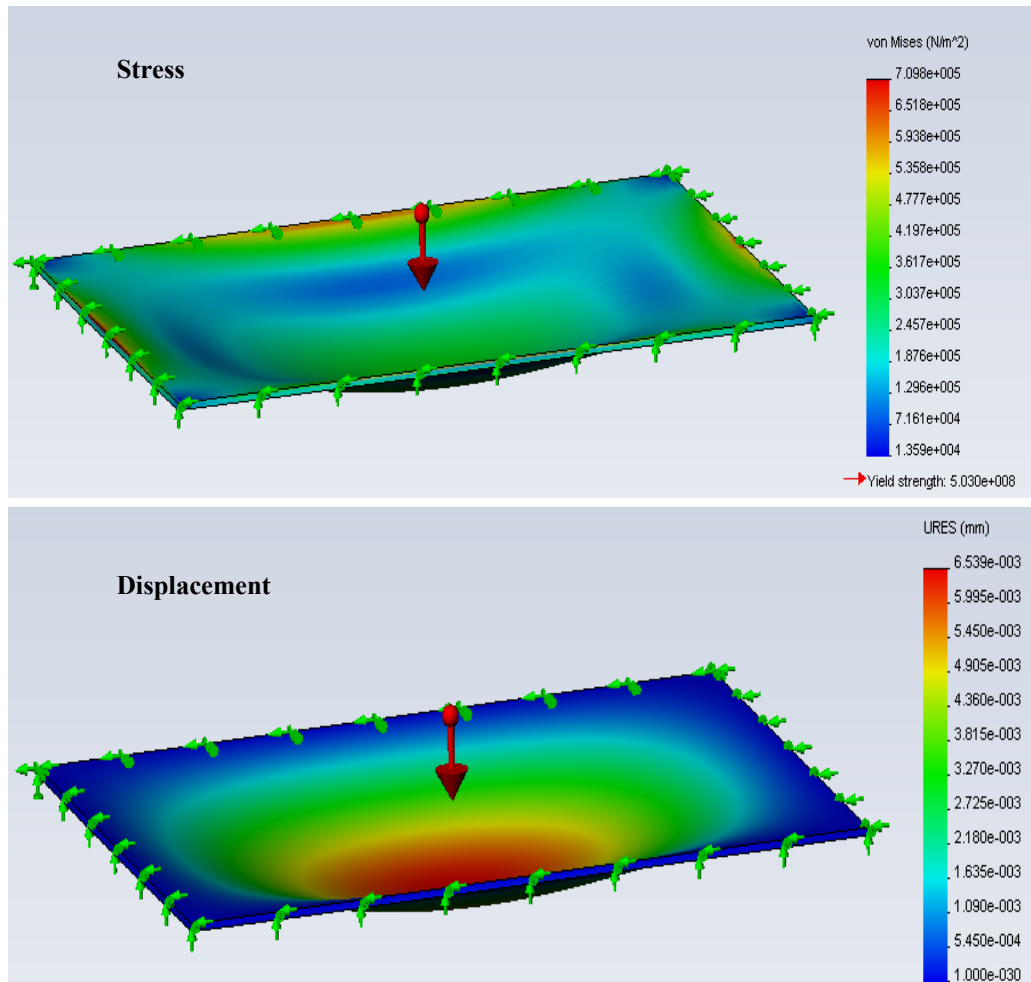 von Mises (N/m^2)
Stress
7.098e+005
6.518e+005
5.938e+005
5.358e+005
4.777e+005
4.197e+005
3.617e+005
3.037e+005
2.457e+005
1.876e+005
1.296e+005
7.161e+004
1.359e+004
Yield strength: 5.030e+008
URES (mm)
Displacement
6.539e-003
5.995e-003
5.450e-003
4.905e-003
4.360e-003
3.815e-003
3.270e-003
2.725e-003
2.180e-003
1.635e-003
1.090e-003
5.450e-004
1.000e-030